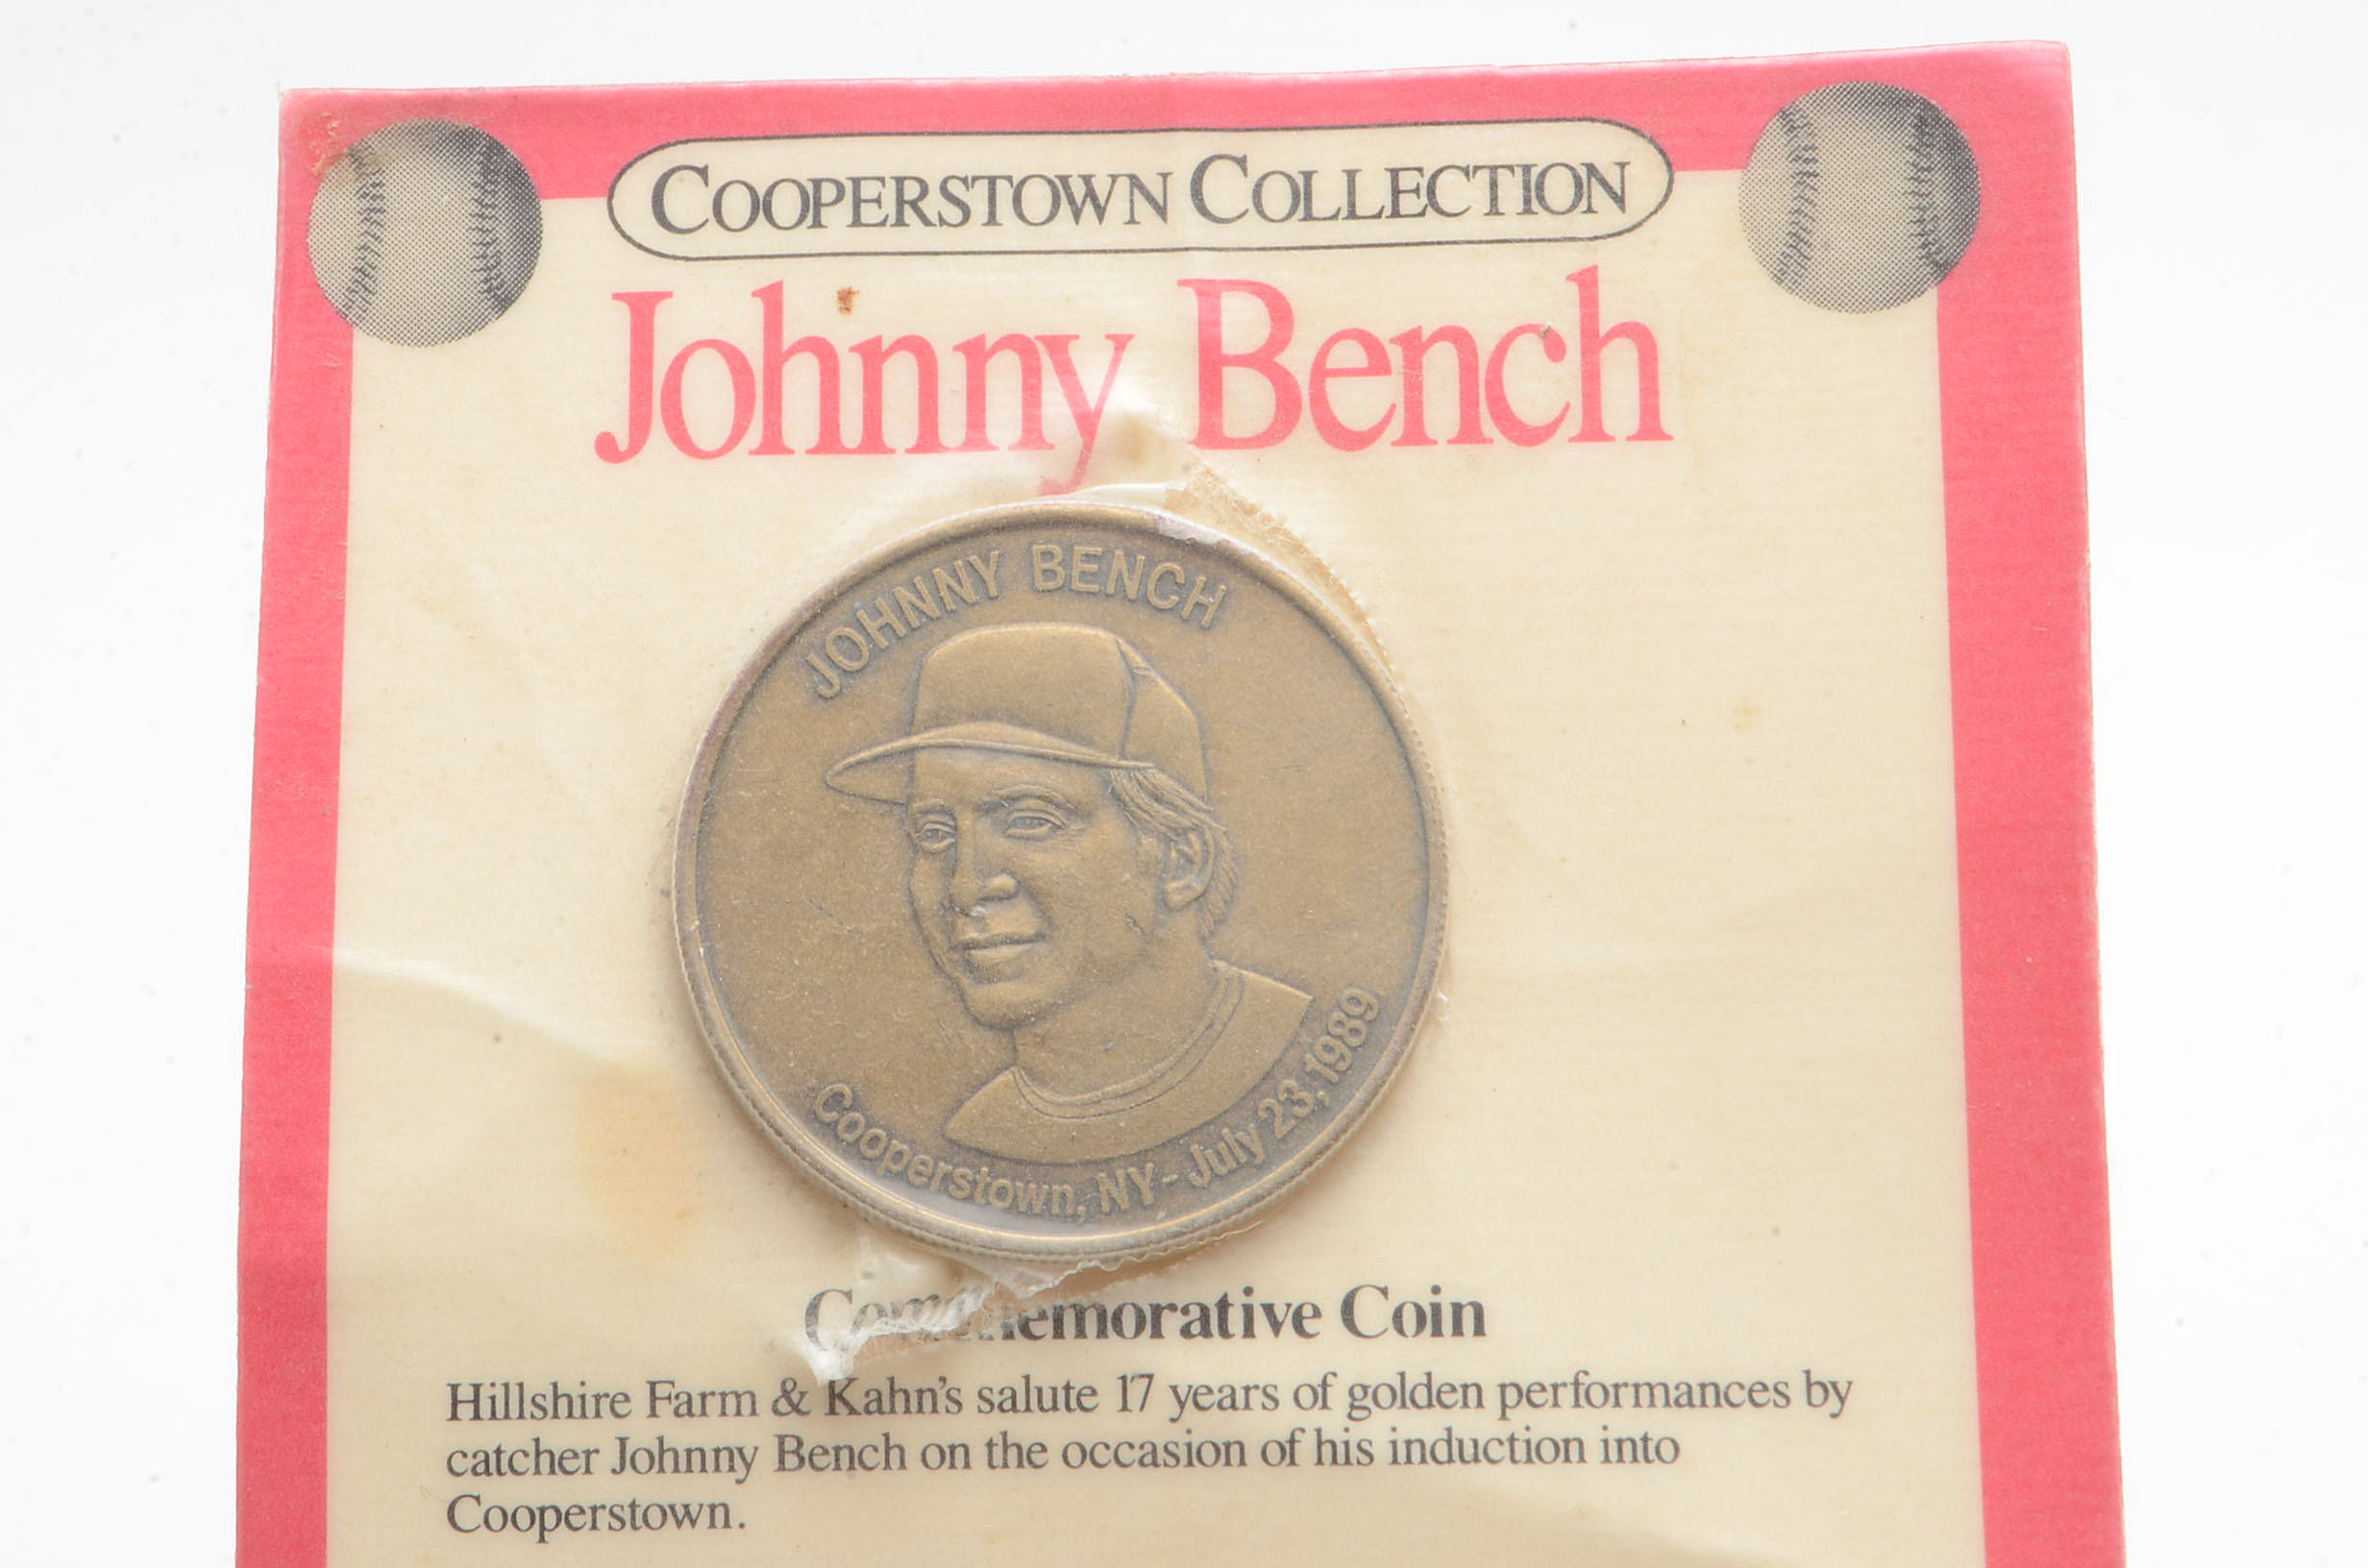 COOPERSTOWN COLLECTION
Johnny Bench
JOHNNY BENCH
Cooperstown, NY - July 23, 1989
Commemorative Coin
Hillshire Farm & Kahn's salute 17 years of golden performances by
catcher Johnny Bench on the occasion of his induction into
Cooperstown.